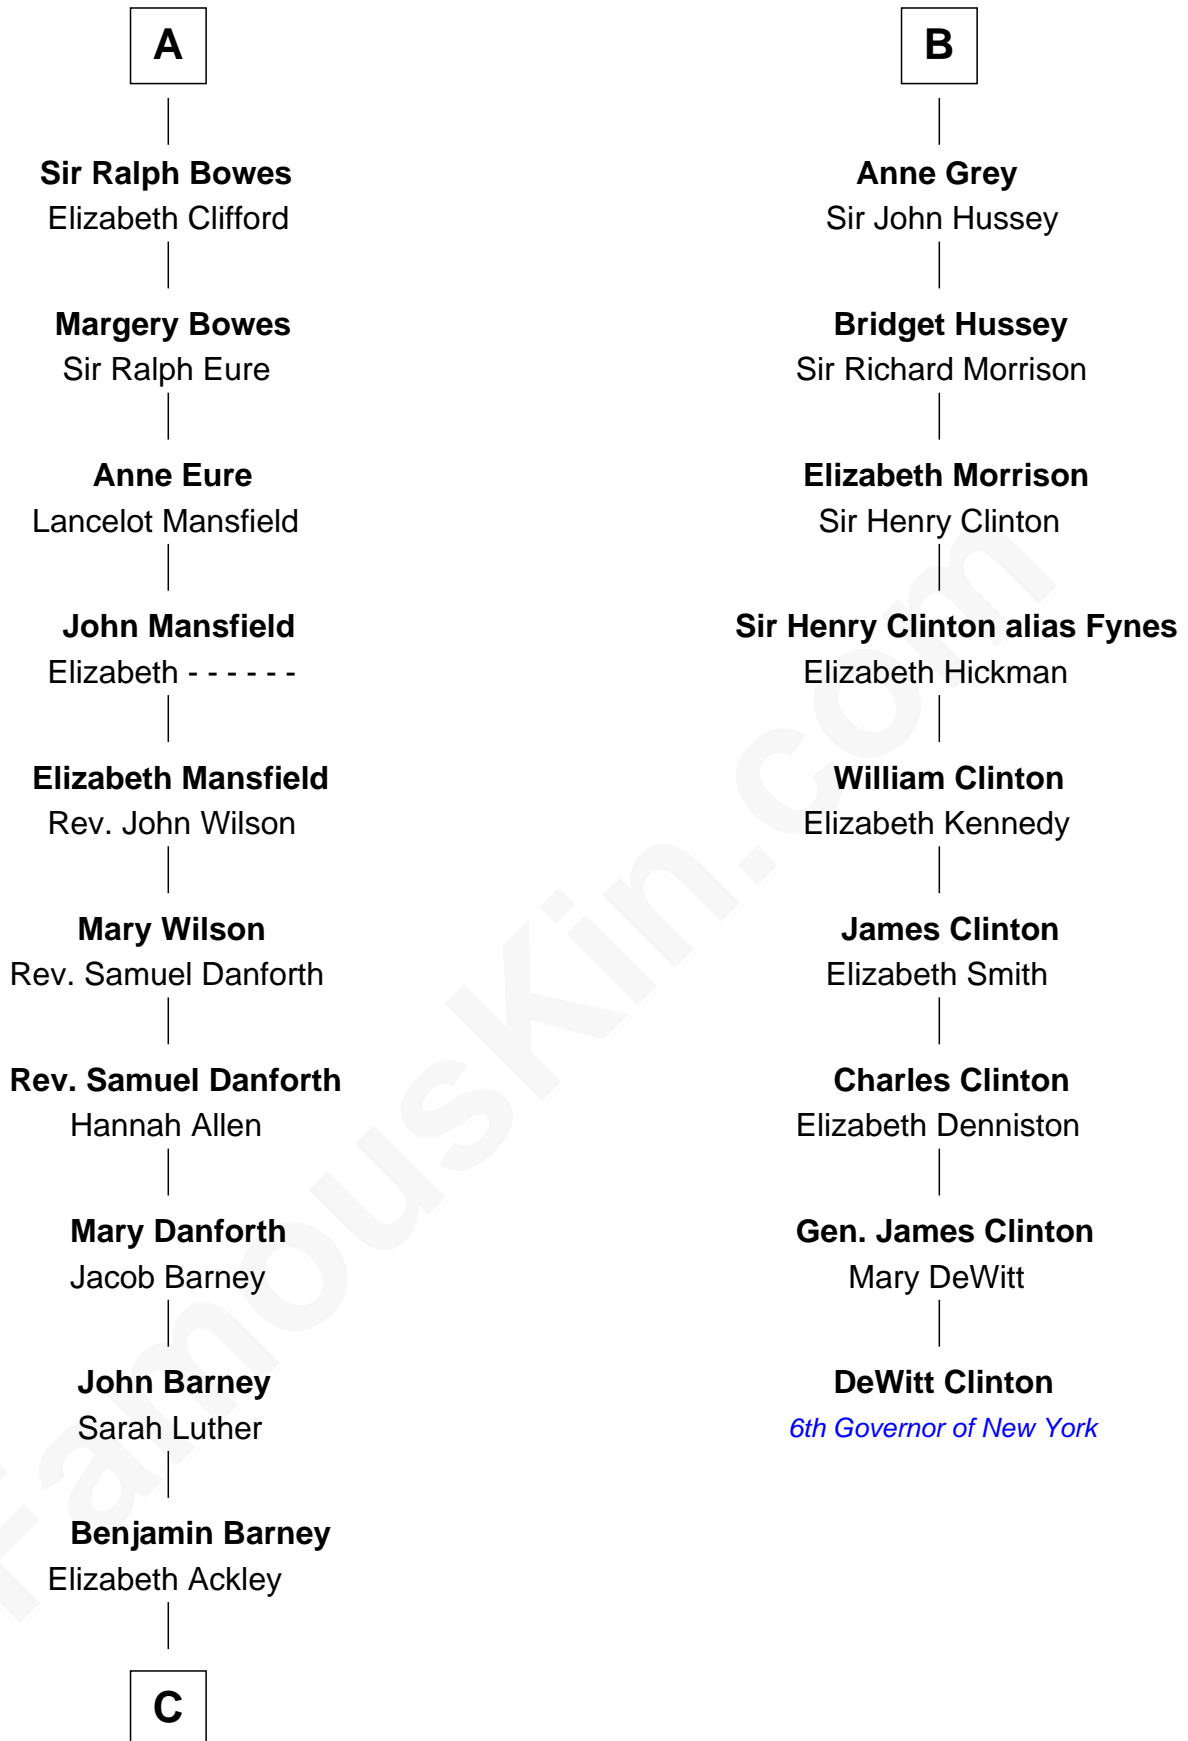 A
Sir Ralph Bowes
Elizabeth Clifford
Margery Bowes
Sir Ralph Eure
Anne Eure
Lancelot Mansfield
John Mansfield
Elizabeth - - - - - -
Elizabeth Mansfield
Rev. John Wilson
Mary Wilson
Rev. Samuel Danforth
Rev. Samuel Danforth
Hannah Allen
Mary Danforth
Jacob Barney
John Barney
Sarah Luther
Benjamin Barney
Elizabeth Ackley
C
B
Anne Grey
Sir John Hussey
Bridget Hussey
Sir Richard Morrison
Elizabeth Morrison
Sir Henry Clinton
Sir Henry Clinton alias Fynes
Elizabeth Hickman
William Clinton
Elizabeth Kennedy
James Clinton
Elizabeth Smith
Charles Clinton
Elizabeth Denniston
Gen. James Clinton
Mary DeWitt
DeWitt Clinton
6th Governor of New York
FamousKin.com